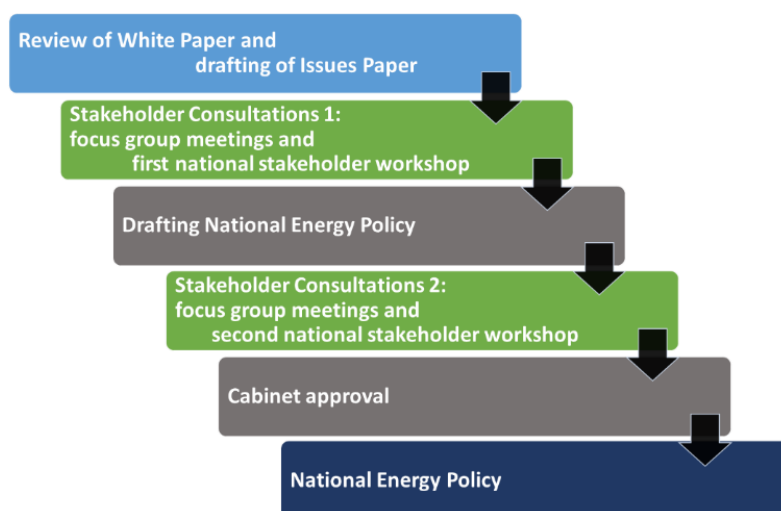 Review of White Paper and
drafting of Issues Paper
Stakeholder Consultations 1:
focus group meetings and
first national stakeholder workshop
Drafting National Energy Policy
Stakeholder Consultations 2:
focus group meetings and
second national stakeholder workshop
Cabinet approval
National Energy Policy